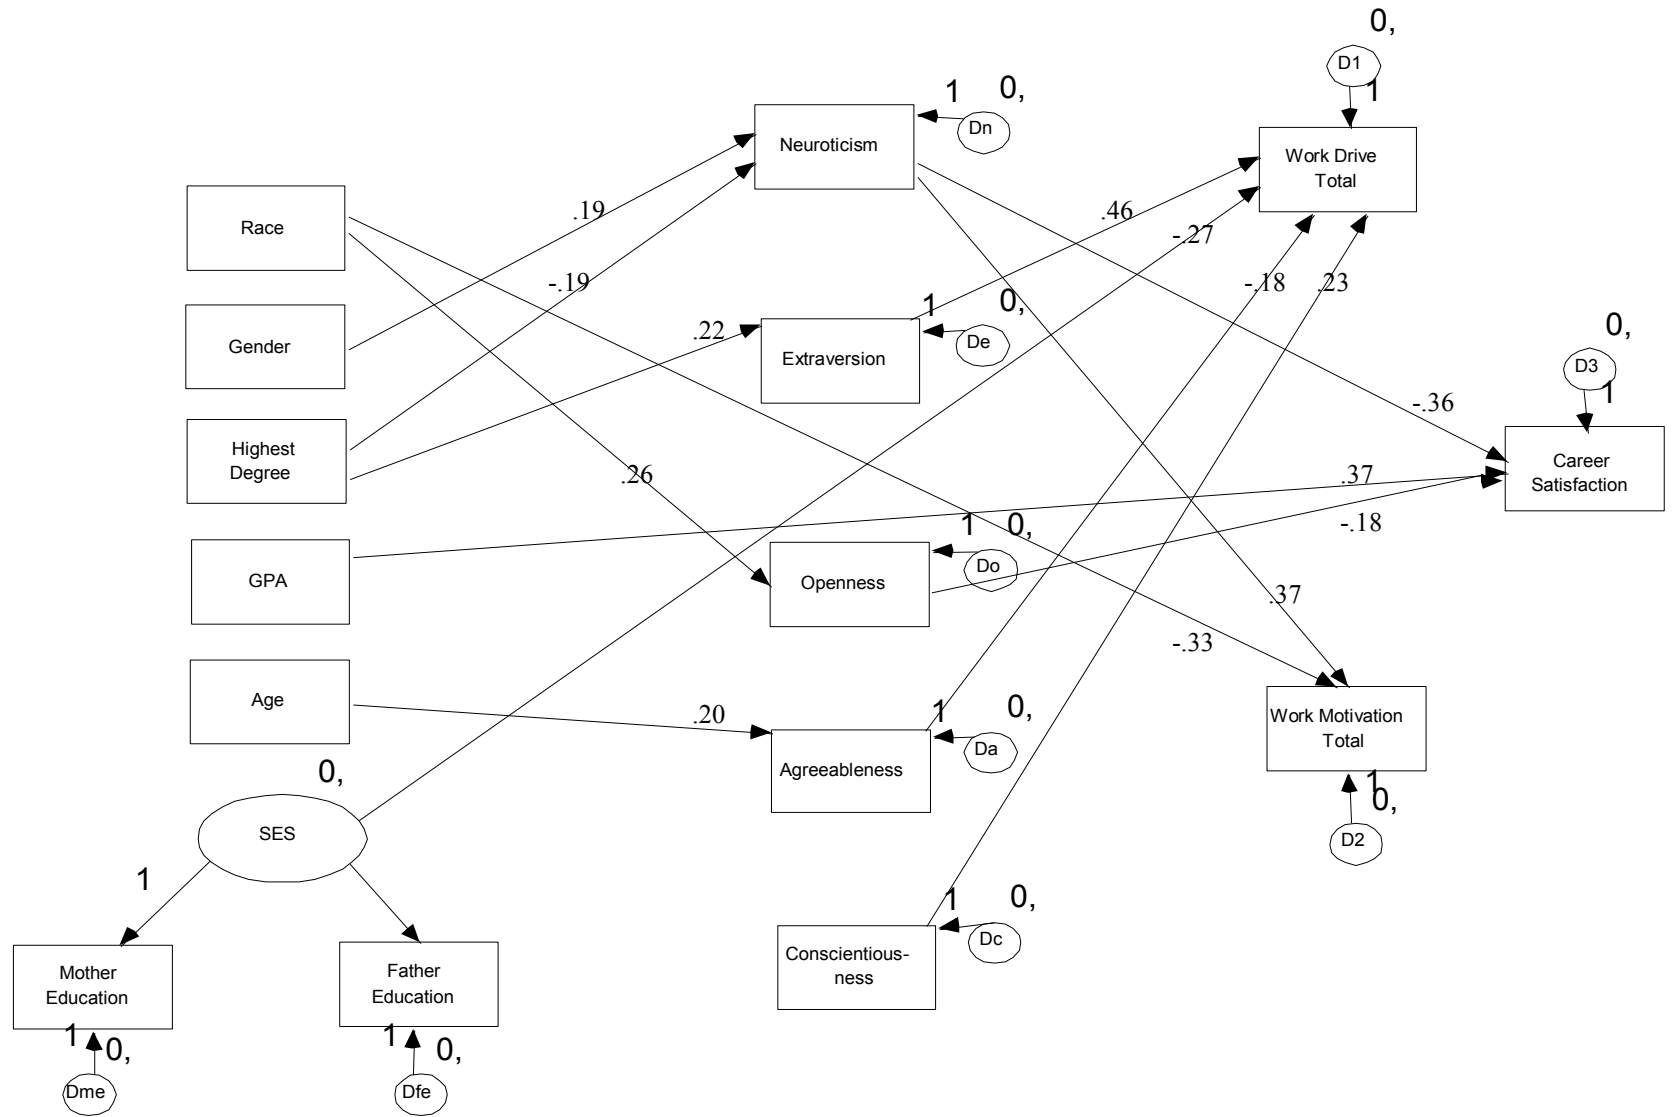 0,
D1
1
1
0,
Dn
Neuroticism
Work Drive
Total
Race
.19
.46
-.27
-.19
-.18
.23
1
0,
Gender
.22
De
Extraversion
0,
D3
1
-.36
Highest
Degree
.26
.37
Career
Satisfaction
1
0,
-.18
GPA
Openness
Do
.37
-.33
Age
.20
1
0,
Da
Agreeableness
Work Motivation
Total
0,
1
0,
SES
D2
1
1
0,
Dc
Conscientious-
ness
Mother
Education
Father
Education
1
0,
1
0,
Dme
Dfe